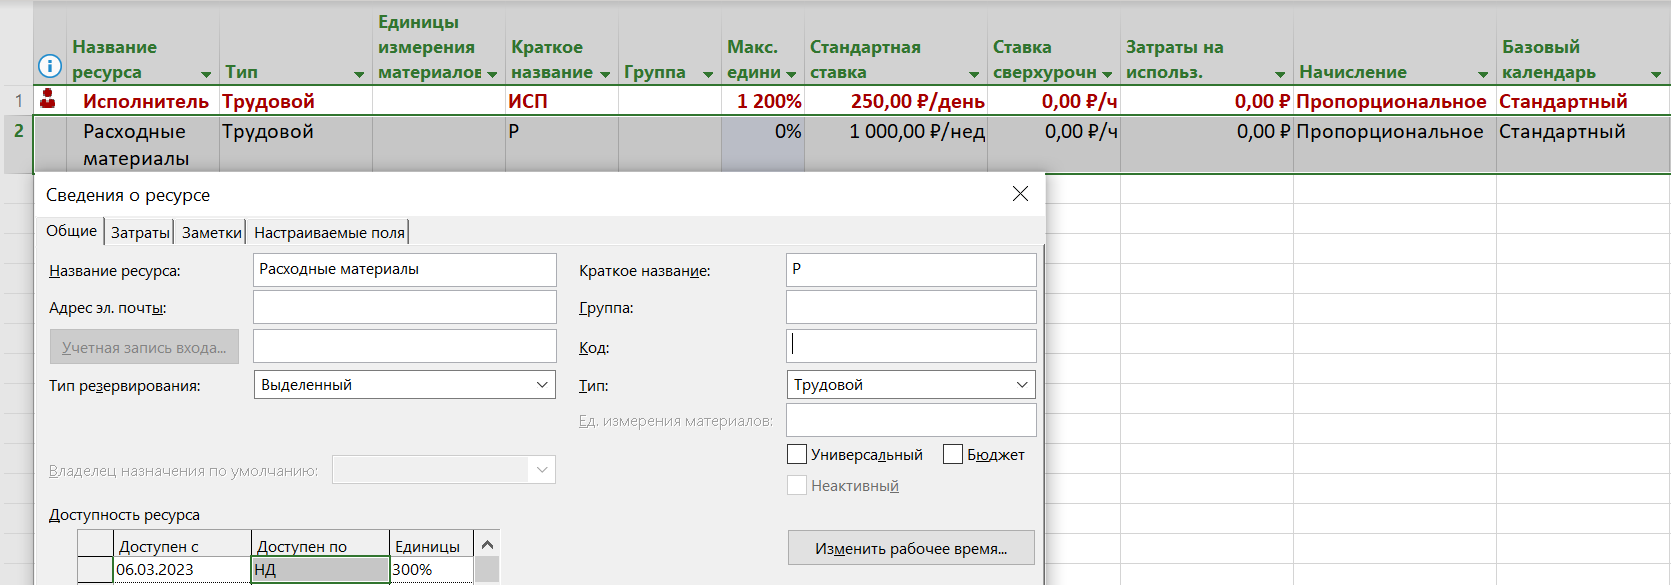 Название ресурса
Тип
Единицы измерения материалов
Краткое название
Группа
Макс. едини
Стандартная ставка
Ставка сверхурочн
Затраты на использ.
Начисление
Базовый календарь
1 Исполнитель Трудовой ИСП 1 200% 250,00 ₽/день 0,00 ₽/ч 0,00 ₽ Пропорциональное Стандартный
2 Расходные материалы Трудовой Р 0% 1 000,00 ₽/нед 0,00 ₽/ч 0,00 ₽ Пропорциональное Стандартный
Сведения о ресурсе
Общие Затраты Заметки Настраиваемые поля
Название ресурса: Расходные материалы Краткое название: Р
Адрес эл. почты: Группа:
Учетная запись входа... Код:
Тип резервирования: Выделенный Тип: Трудовой
Ед. измерения материалов:
Универсальный Бюджет
Владелец назначения по умолчанию:
Неактивный
Доступность ресурса
Доступен с Доступен по Единицы
Изменить рабочее время...
06.03.2023 НД 300%